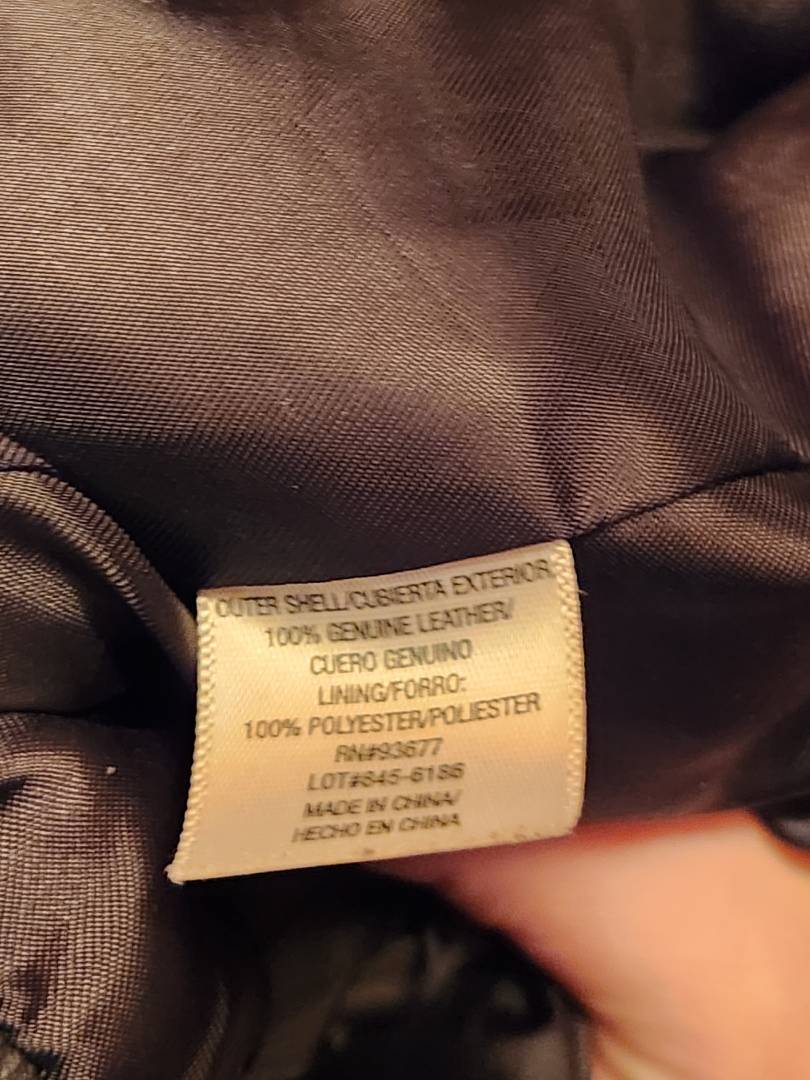 OUTER SHELL/CUBIERTA EXTERIOR:
100% GENUINE LEATHER/
CUERO GENUINO
LINING/FORRO:
100% POLYESTER/POLIESTER
RN#93677
LOT#845-6186
MADE IN CHINA/
HECHO EN CHINA